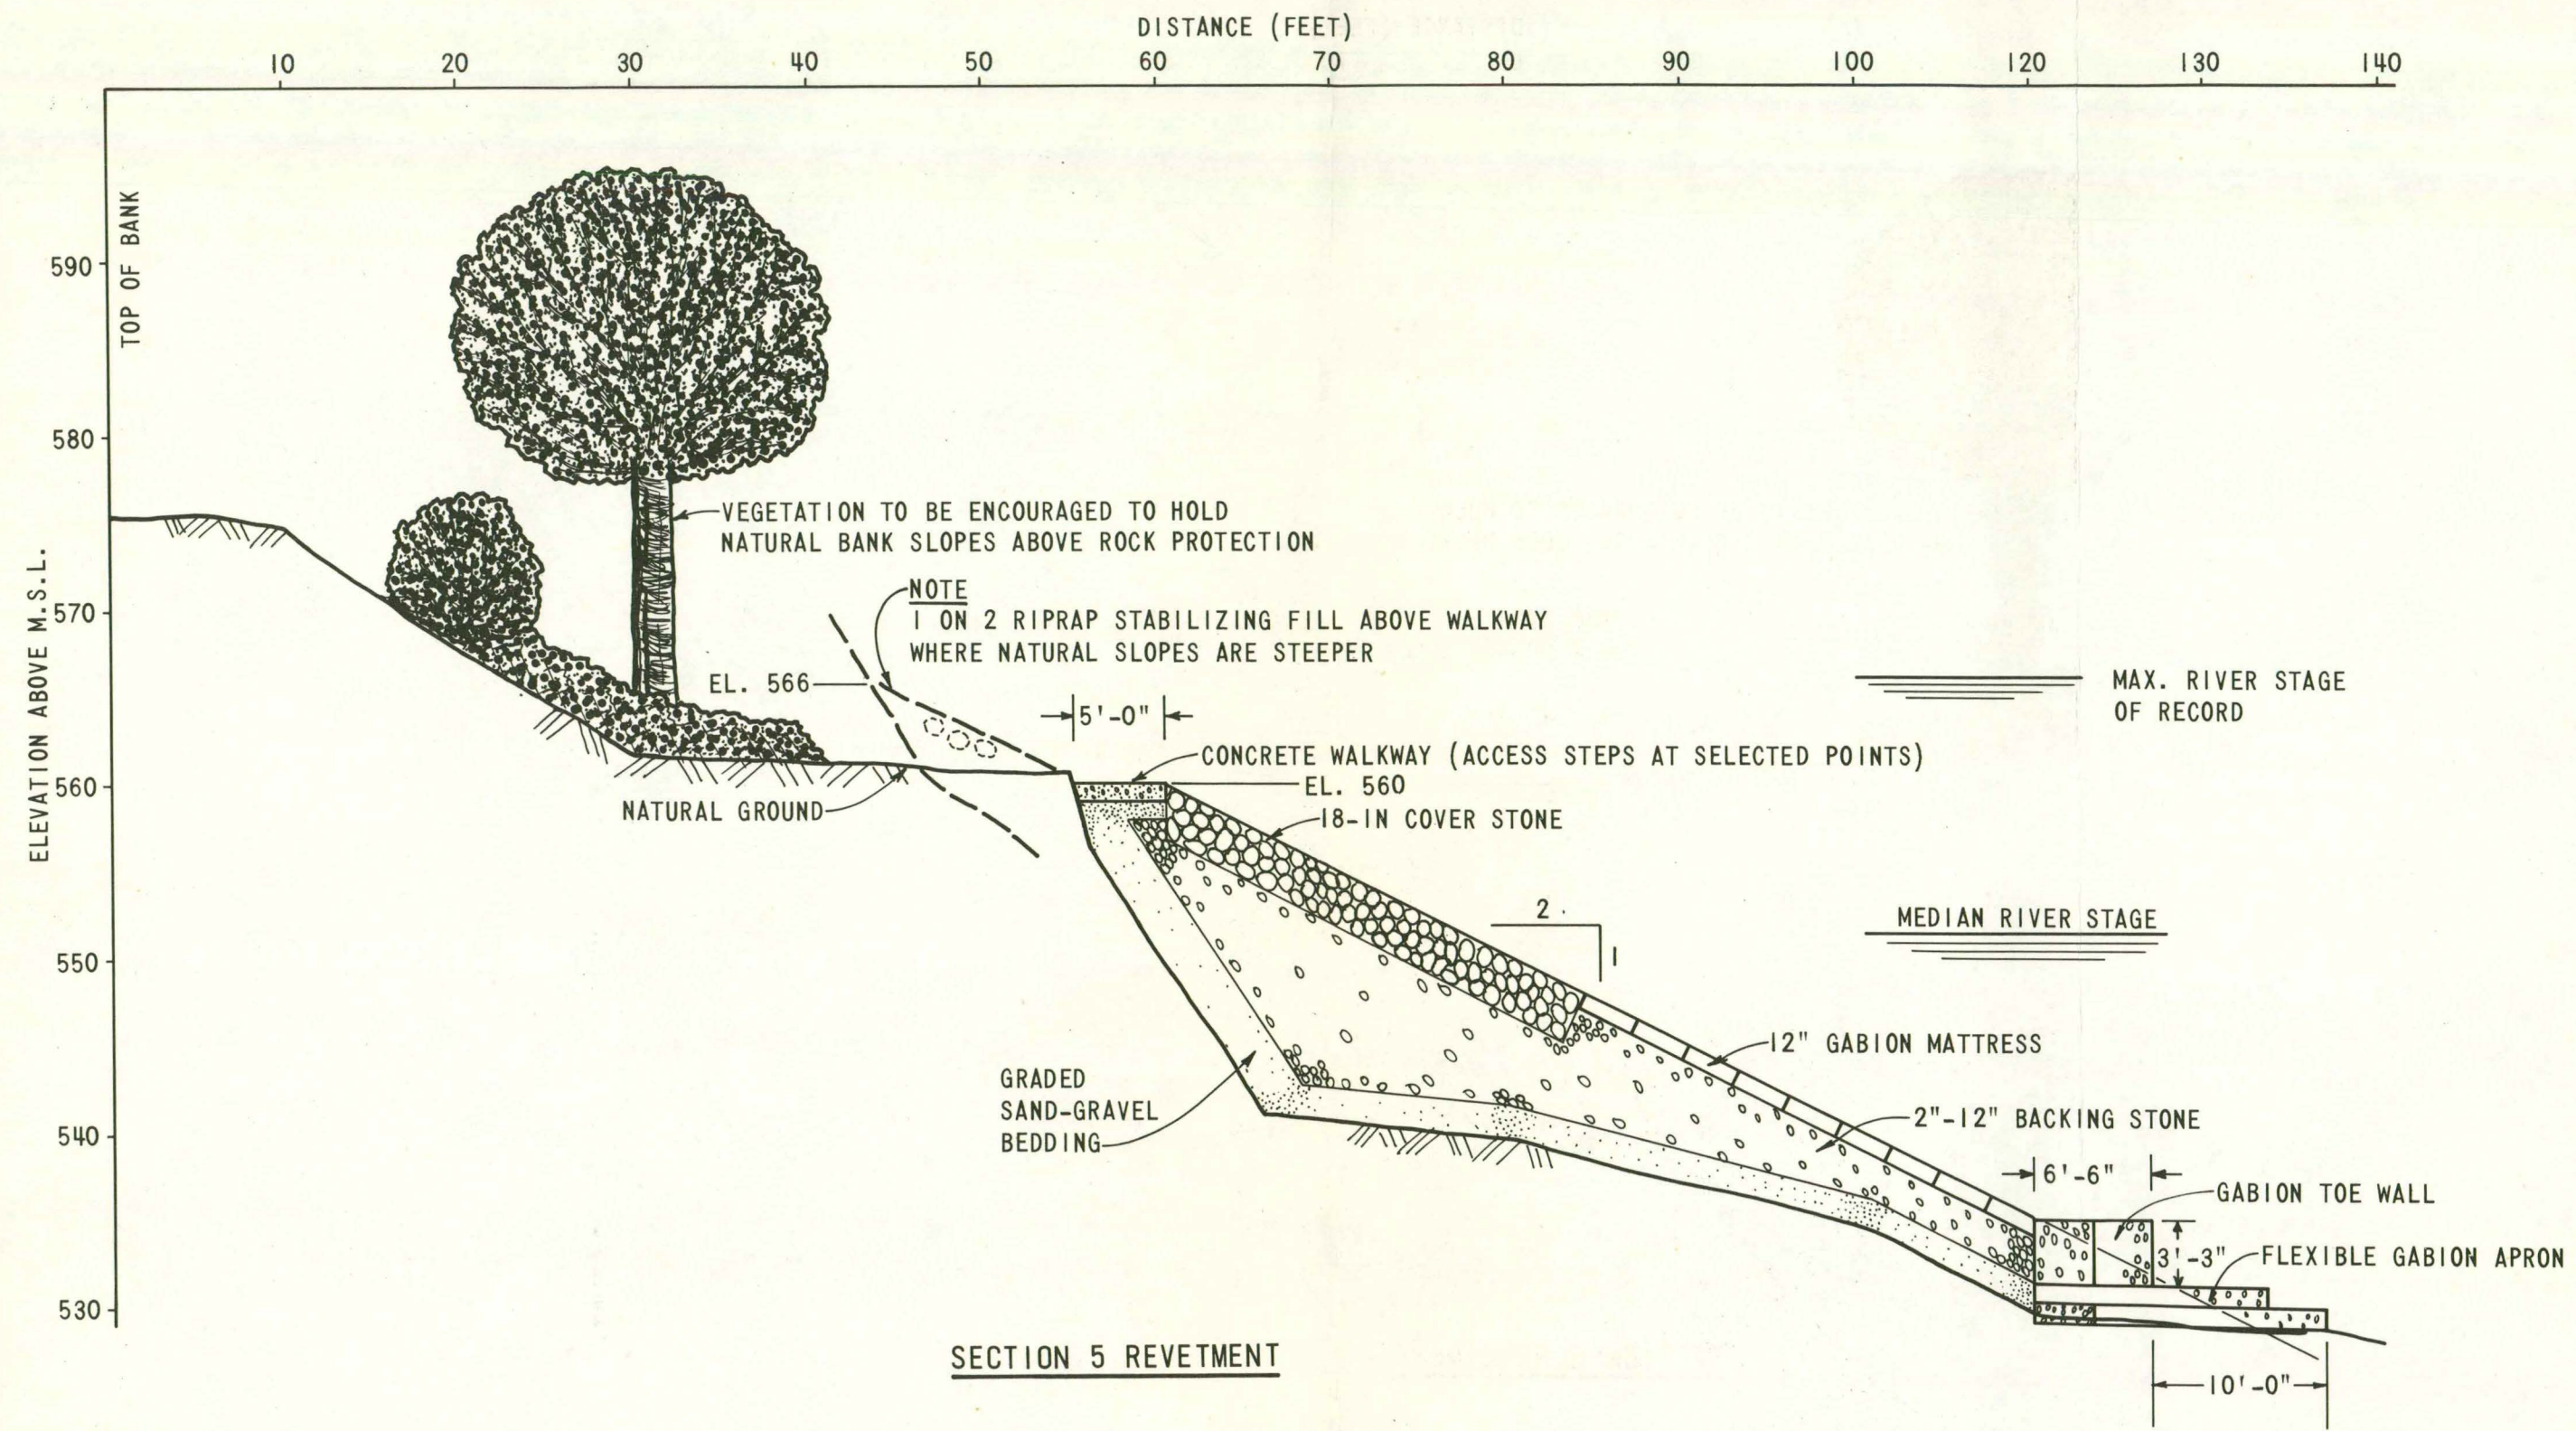 DISTANCE (FEET)
10 20 30 40 50 60 70 80 90 100 110 120 130 140
TOP OF BANK
ELEVATION ABOVE M.S.L.
590
580
570
560
550
540
530
VEGETATION TO BE ENCOURAGED TO HOLD
NATURAL BANK SLOPES ABOVE ROCK PROTECTION
NOTE
1 ON 2 RIPRAP STABILIZING FILL ABOVE WALKWAY
WHERE NATURAL SLOPES ARE STEEPER
EL. 566
MAX. RIVER STAGE
OF RECORD
5'-0"
CONCRETE WALKWAY (ACCESS STEPS AT SELECTED POINTS)
EL. 560
NATURAL GROUND
18-IN COVER STONE
2
1
MEDIAN RIVER STAGE
12" GABION MATTRESS
GRADED
SAND-GRAVEL
BEDDING
2"-12" BACKING STONE
6'-6"
GABION TOE WALL
3'-3"
FLEXIBLE GABION APRON
10'-0"
SECTION 5 REVETMENT